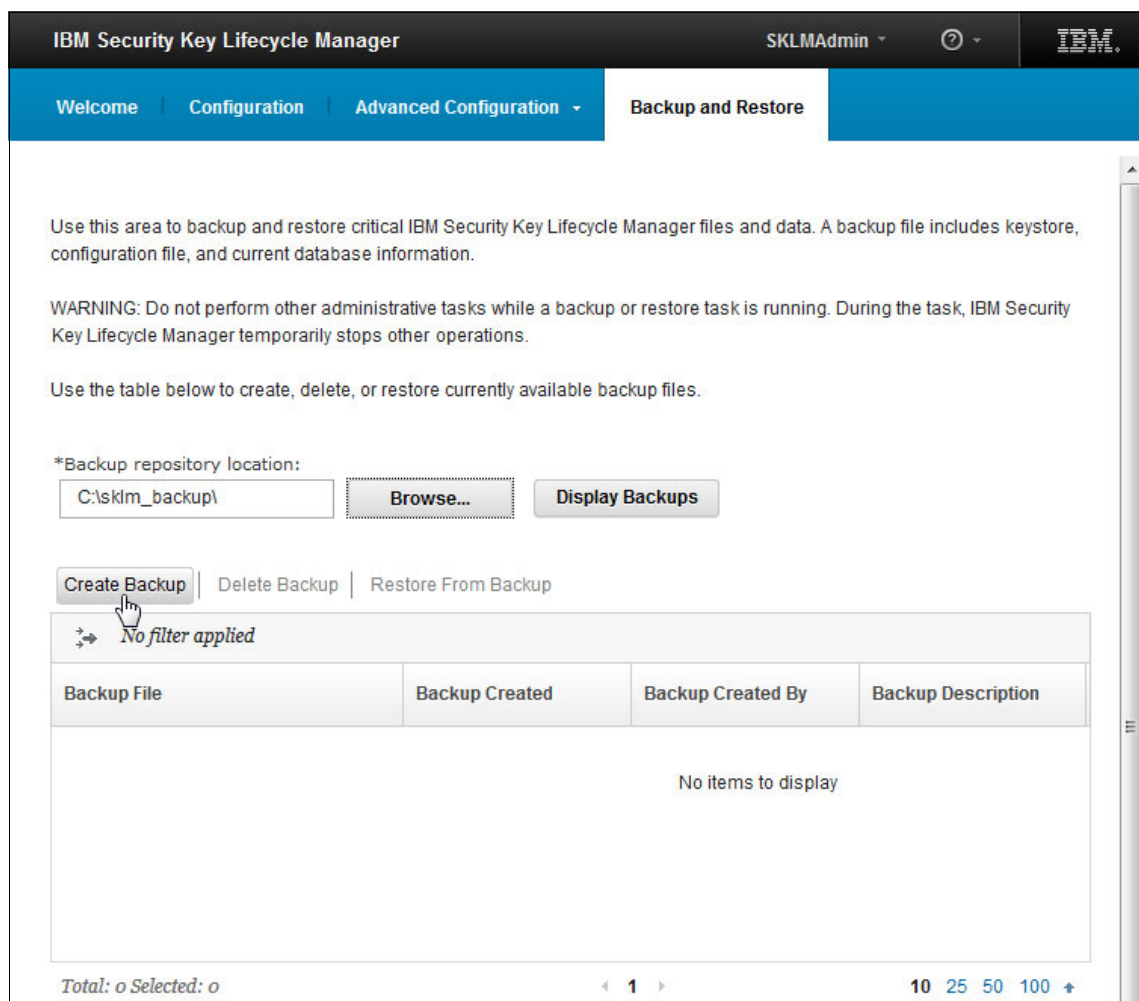 IBM Security Key Lifecycle Manager SKLMAdmin ? IBM.
Welcome Configuration Advanced Configuration Backup and Restore
Use this area to backup and restore critical IBM Security Key Lifecycle Manager files and data. A backup file includes keystore,
configuration file, and current database information.
WARNING: Do not perform other administrative tasks while a backup or restore task is running. During the task, IBM Security
Key Lifecycle Manager temporarily stops other operations.
Use the table below to create, delete, or restore currently available backup files.
*Backup repository location:
C:\sklm_backup\ Browse... Display Backups
Create Backup Delete Backup Restore From Backup
No filter applied
Backup File Backup Created Backup Created By Backup Description
No items to display
Total: 0 Selected: 0 1 10 25 50 100